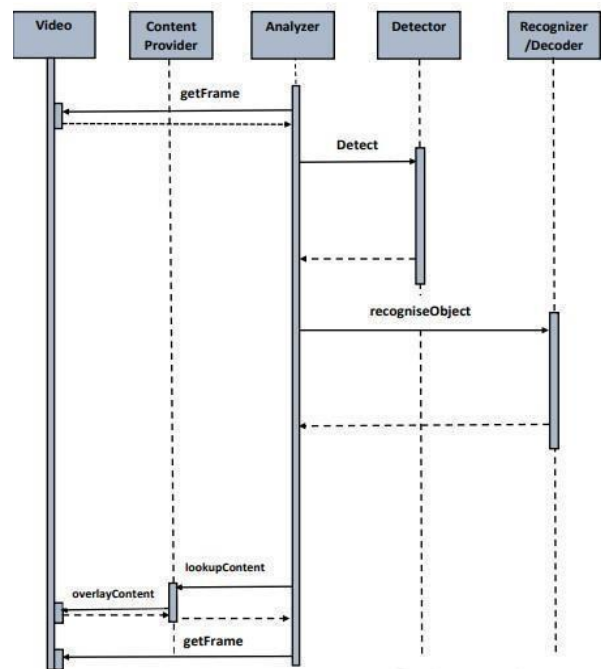 Video
Content
Provider
Analyzer
Detector
Recognizer
/Decoder
getFrame
Detect
recogniseObject
lookupContent
overlayContent
getFrame